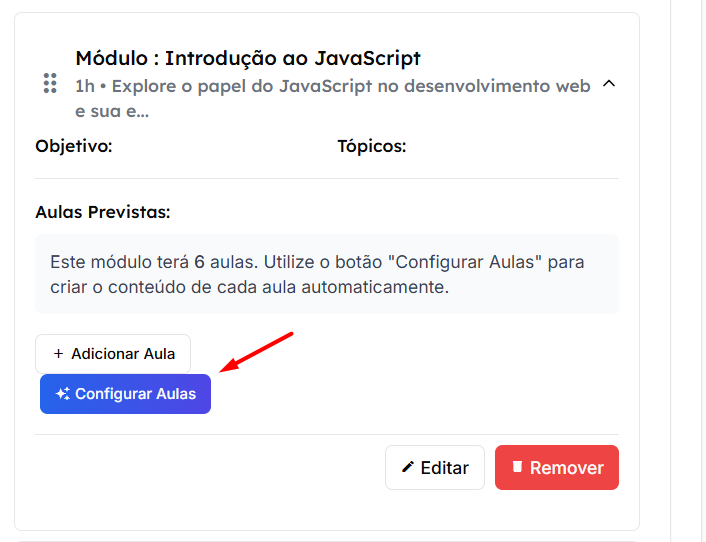 Módulo : Introdução ao JavaScript
1h • Explore o papel do JavaScript no desenvolvimento web
e sua e...
Objetivo:
Tópicos:
Aulas Previstas:
Este módulo terá 6 aulas. Utilize o botão "Configurar Aulas" para
criar o conteúdo de cada aula automaticamente.
+ Adicionar Aula
Configurar Aulas
Editar
Remover